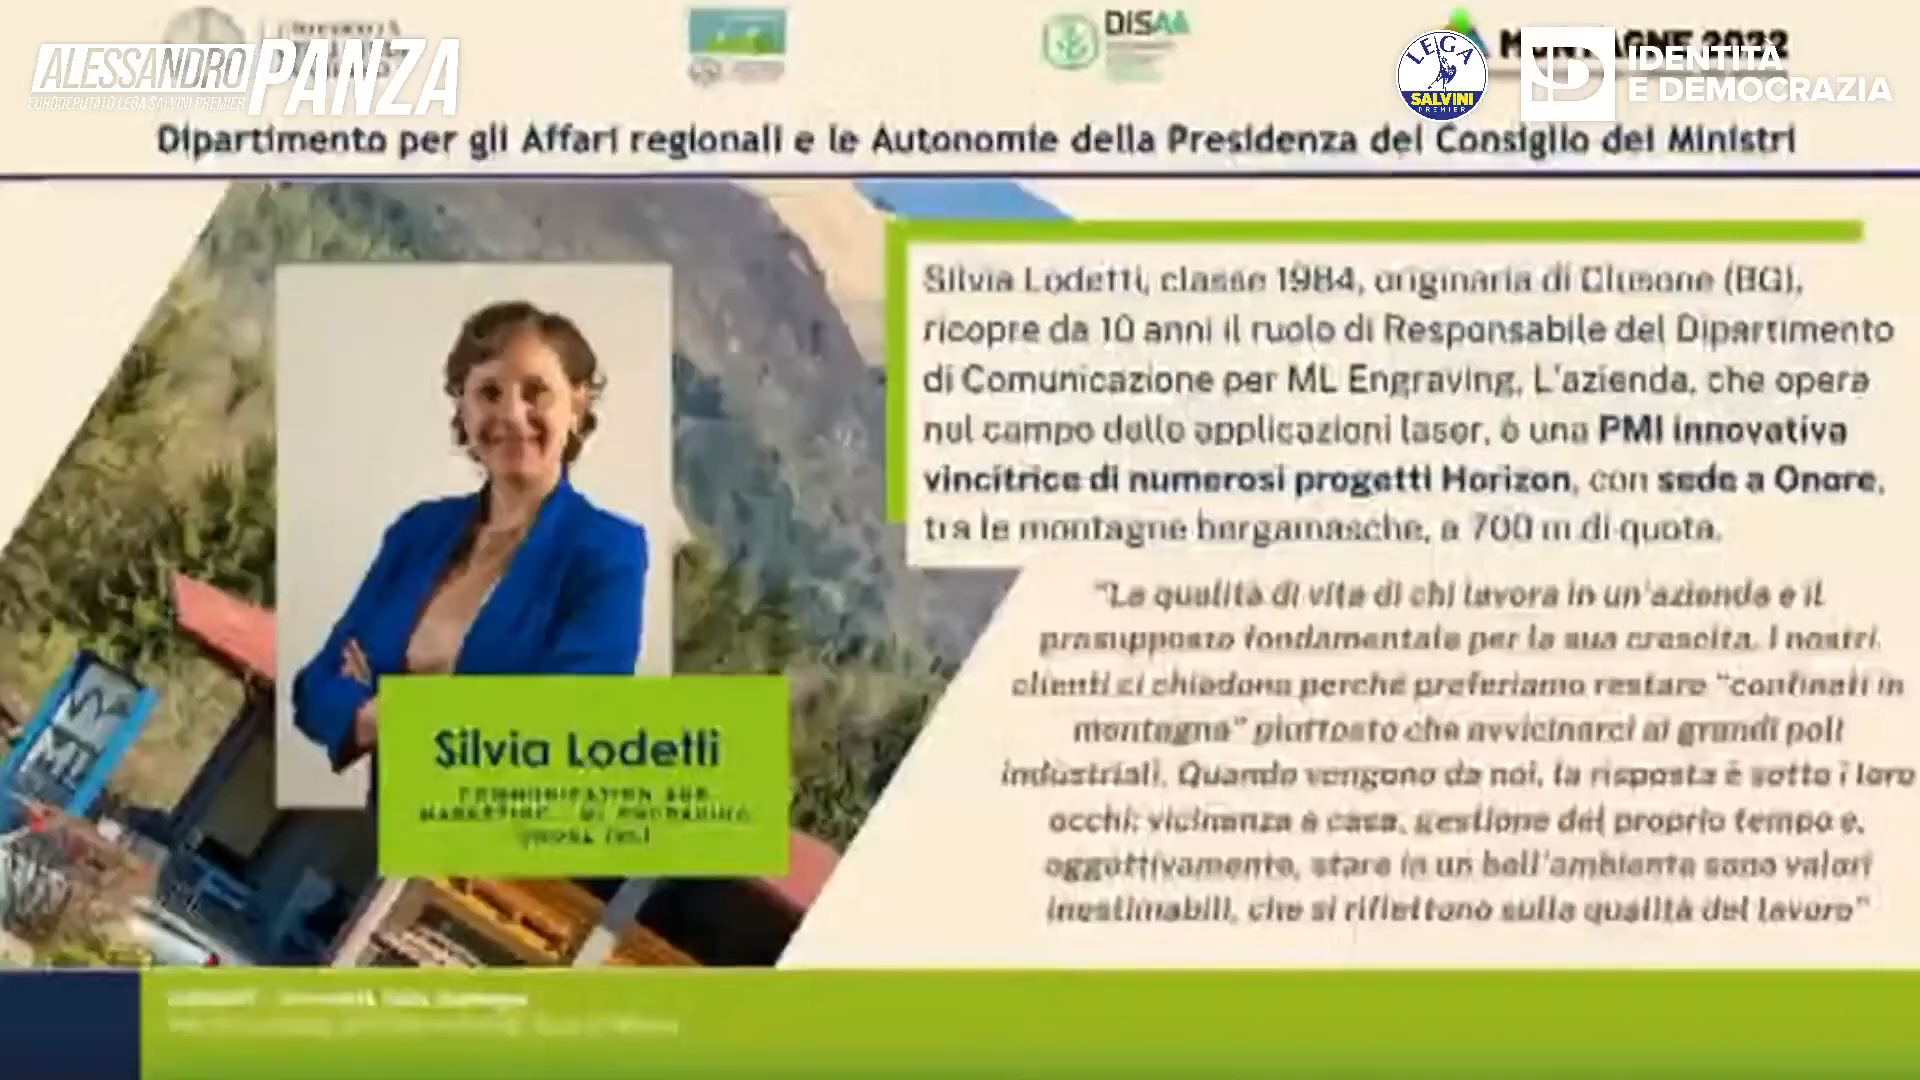 ALESSANDRO PANZA
EURODEPUTATO LEGA SALVINI PREMIER
DISAA
MONTAGNE 2022
LEGA
SALVINI
PREMIER
ID
IDENTITÀ
E DEMOCRAZIA
Dipartimento per gli Affari regionali e le Autonomie della Presidenza del Consiglio dei Ministri
Silvia Lodetti, classe 1984, originaria di Clusone (BG),
ricopre da 10 anni il ruolo di Responsabile del Dipartimento
di Comunicazione per ML Engraving. L'azienda, che opera
nel campo delle applicazioni laser, è una PMI innovativa
vincitrice di numerosi progetti Horizon, con sede a Onore,
tra le montagne bergamasche, a 700 m di quota.
"La qualità di vita di chi lavora in un'azienda è il
presupposto fondamentale per la sua crescita. I nostri
clienti ci chiedono perché preferiamo restare "confinati in
montagna" piuttosto che avvicinarci ai grandi poli
industriali. Quando vengono da noi, la risposta è sotto i loro
occhi: vicinanza a casa, gestione del proprio tempo e,
oggettivamente, stare in un bell'ambiente sono valori
inestimabili, che si riflettono sulla qualità del lavoro"
Silvia Lodetti